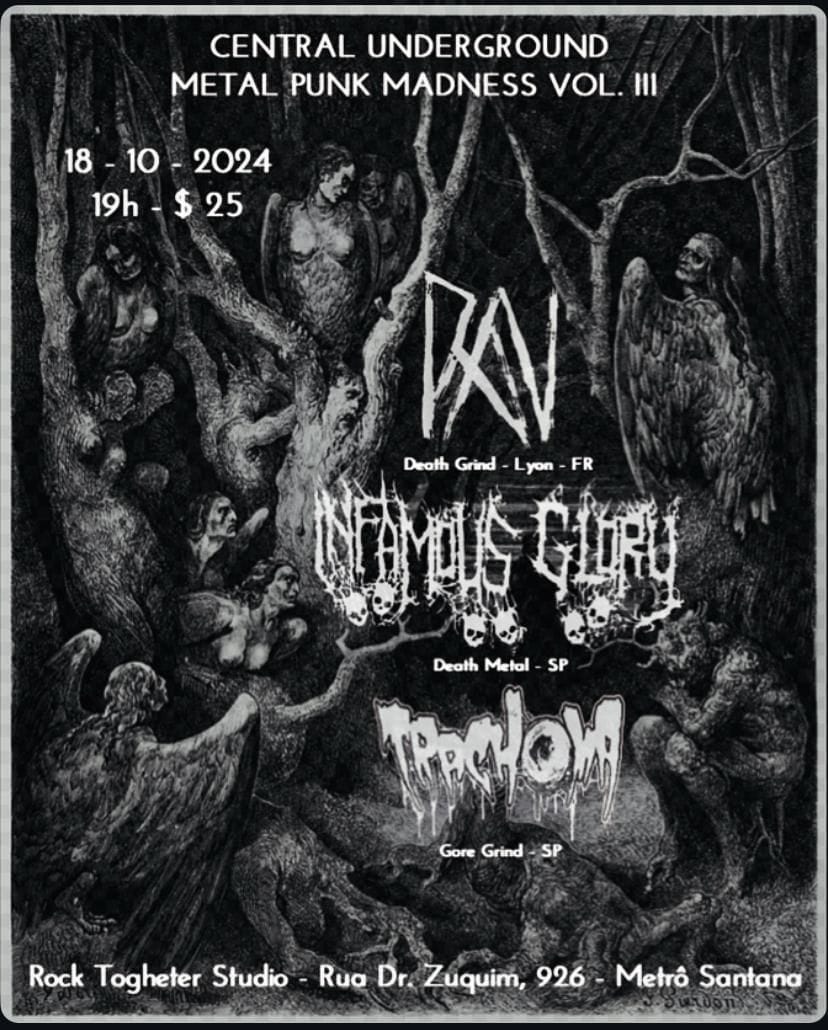 CENTRAL UNDERGROUND
METAL PUNK MADNESS VOL. III
18 - 10 - 2024
19h - $ 25
Death Grind - Lyon - FR
INFAMOUS GLORY
Death Metal - SP
TRACHOMA
Gore Grind - SP
Rock Togheter Studio - Rua Dr. Zuquim, 926 - Metrô Santana